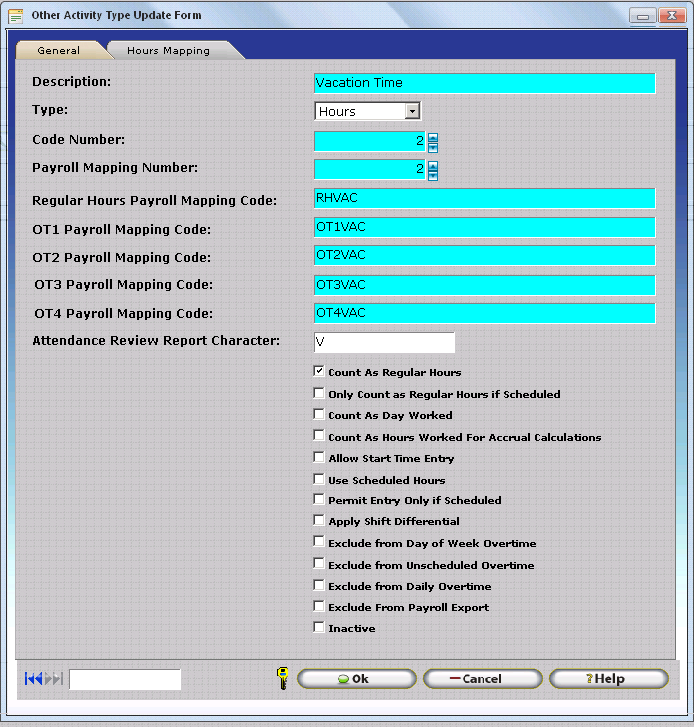 Other Activity Type Update Form
General Hours Mapping
Description: Vacation Time
Type: Hours
Code Number: 2
Payroll Mapping Number: 2
Regular Hours Payroll Mapping Code: RHVAC
OT1 Payroll Mapping Code: OT1VAC
OT2 Payroll Mapping Code: OT2VAC
OT3 Payroll Mapping Code: OT3VAC
OT4 Payroll Mapping Code: OT4VAC
Attendance Review Report Character: V
Count As Regular Hours
Only Count as Regular Hours if Scheduled
Count As Day Worked
Count As Hours Worked For Accrual Calculations
Allow Start Time Entry
Use Scheduled Hours
Permit Entry Only if Scheduled
Apply Shift Differential
Exclude from Day of Week Overtime
Exclude from Unscheduled Overtime
Exclude from Daily Overtime
Exclude From Payroll Export
Inactive
Ok Cancel ?Help